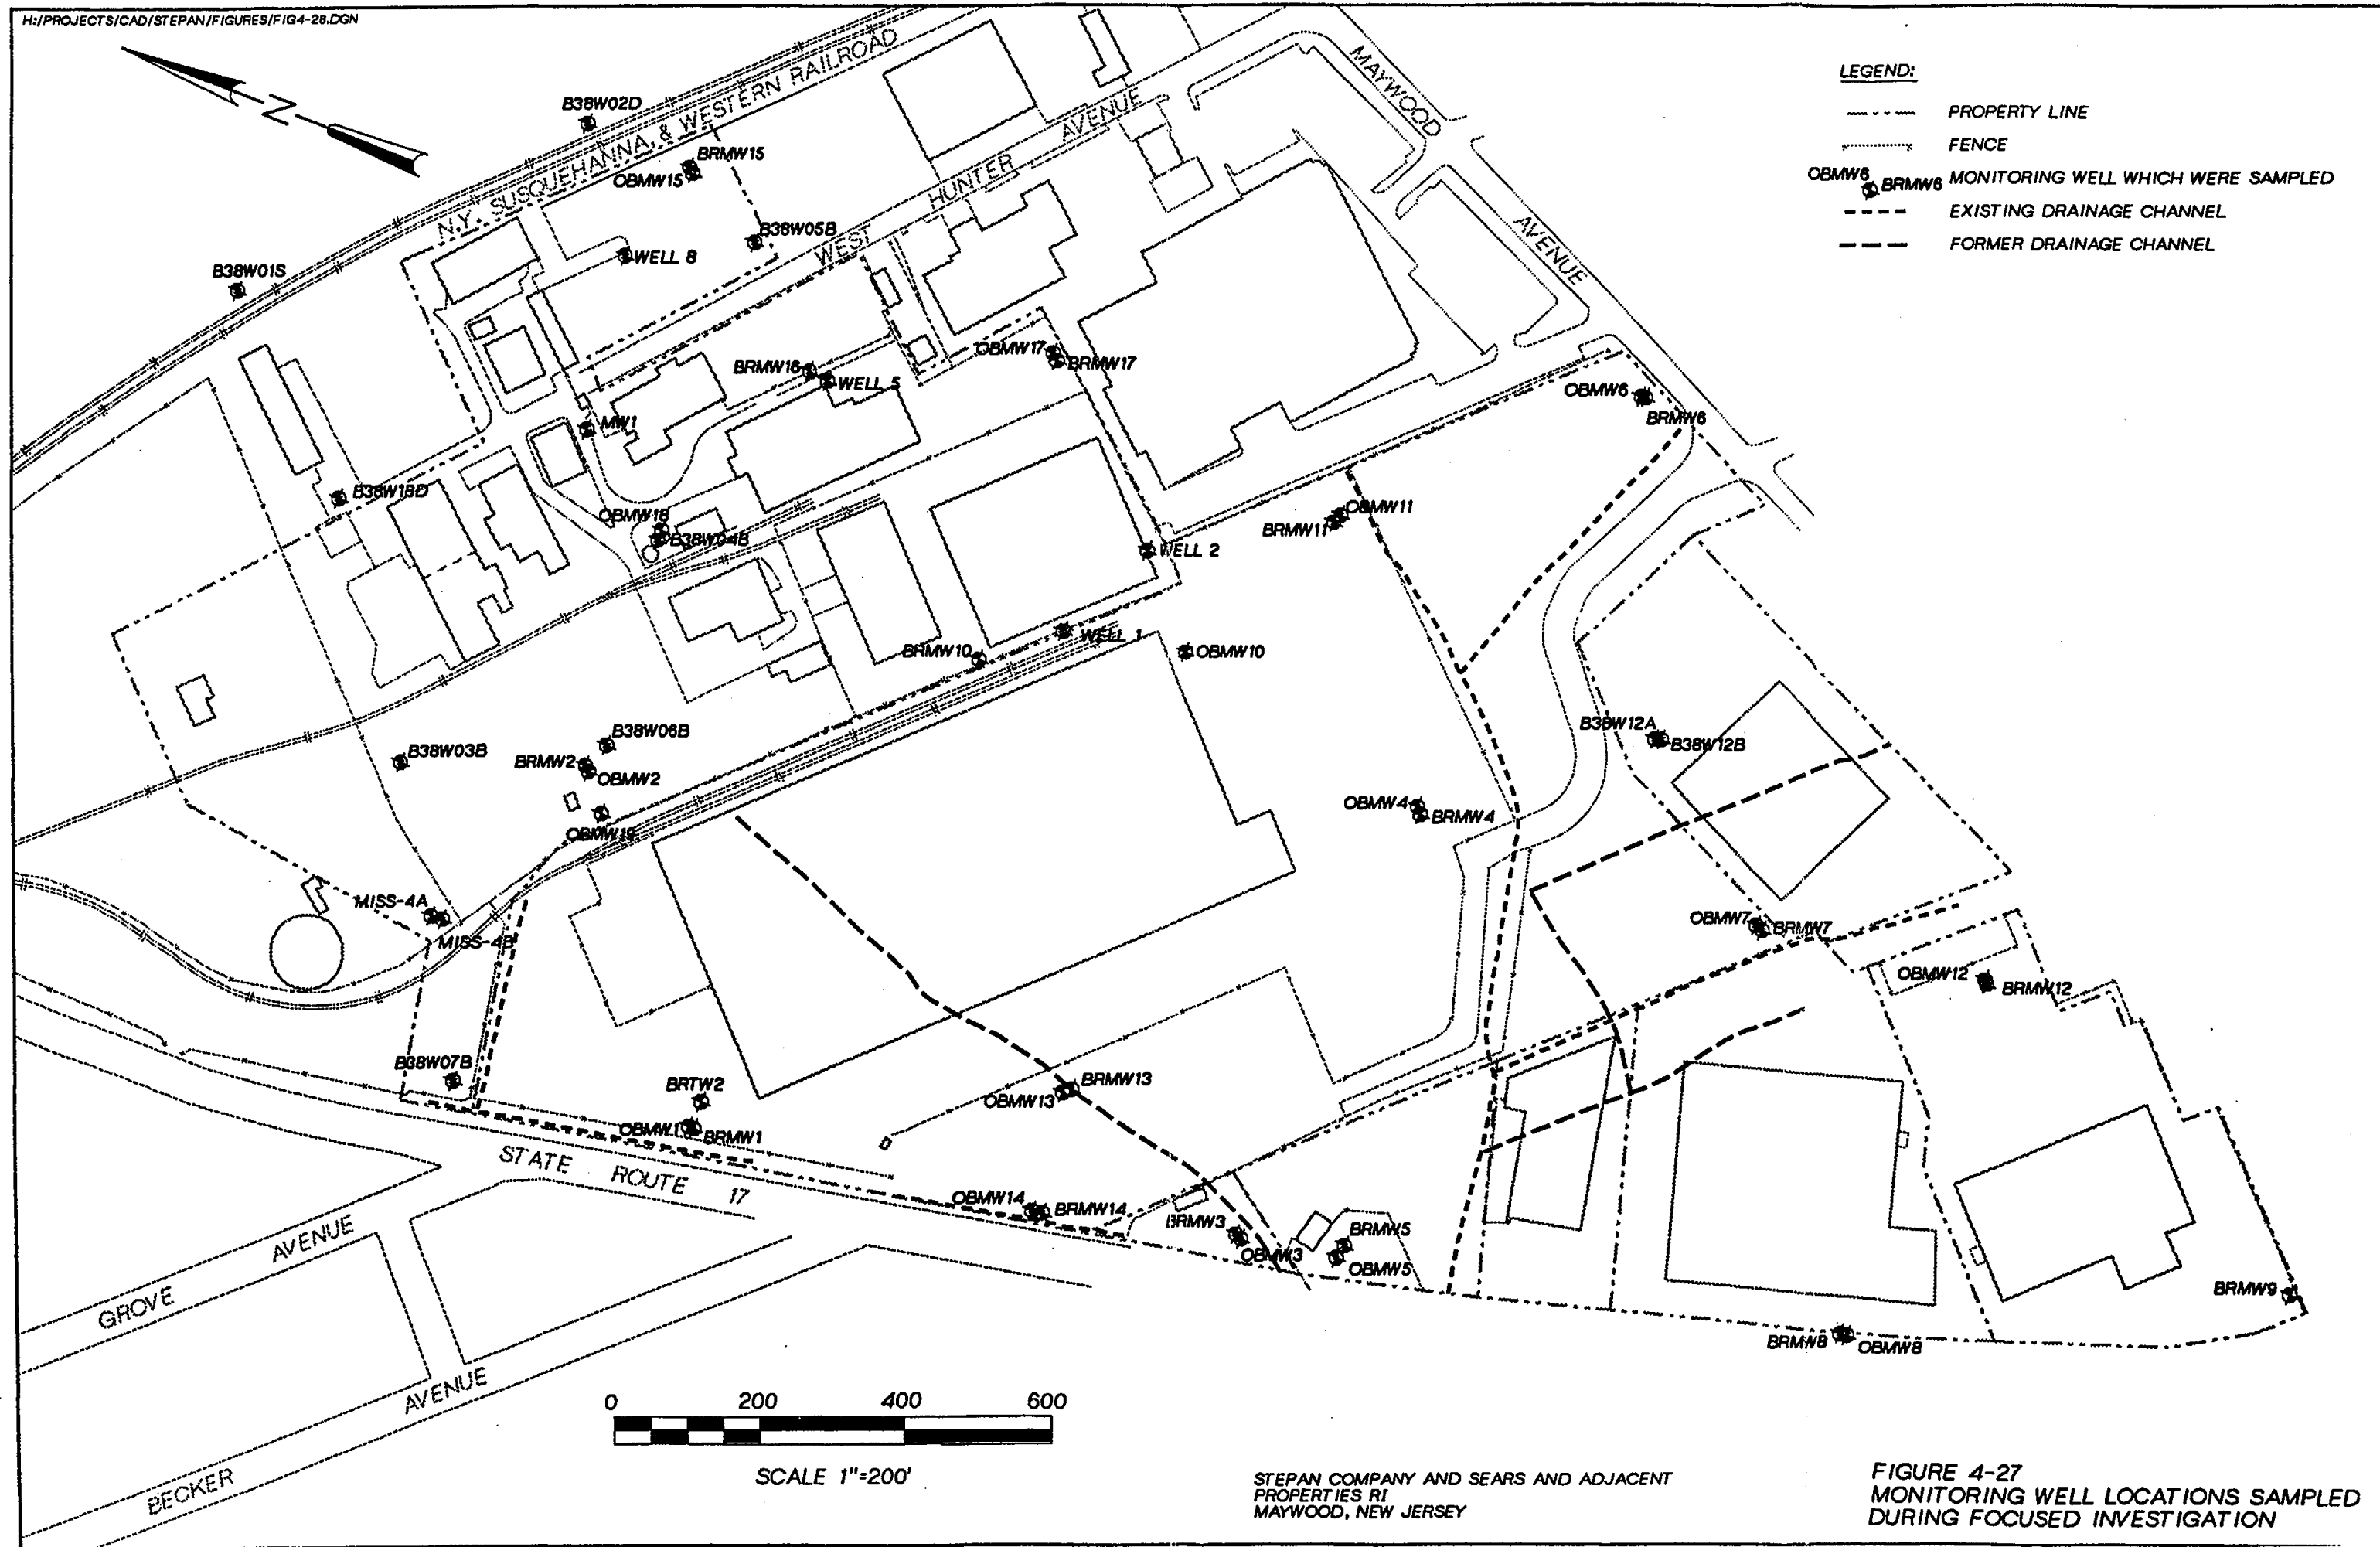 H:/PROJECTS/CAD/STEPAN/FIGURES/FIG4-28.DGN
N
N.Y. SUSQUEHANNA & WESTERN RAILROAD
MAYWOOD
AVENUE
WEST HUNTER AVENUE
LEGEND:
PROPERTY LINE
FENCE
OBMW6
BRMW6
MONITORING WELL WHICH WERE SAMPLED
EXISTING DRAINAGE CHANNEL
FORMER DRAINAGE CHANNEL
B38W02D
BRMW15
OBMW15
B38W05B
WELL 8
B38W01S
BRMW16
WELL 5
OBMW17
BRMW17
OBMW6
BRMW6
MW1
B38W18D
OBMW18
B38W04B
OBMW11
BRMW11
WELL 2
WELL 1
BRMW10
OBMW10
B38W12A
B38W12B
B38W06B
B38W03B
BRMW2
OBMW2
OBMW19
OBMW4
BRMW4
MISS-4A
MISS-4B
OBMW7
BRMW7
OBMW12
BRMW12
B38W07B
BRTW2
OBMW1
BRMW1
BRMW13
OBMW13
STATE ROUTE 17
OBMW14
BRMW14
BRMW3
OBMW3
BRMW5
OBMW5
BRMW9
BRMW8
OBMW8
GROVE AVENUE
BECKER AVENUE
0 200 400 600
SCALE 1"=200'
STEPAN COMPANY AND SEARS AND ADJACENT
PROPERTIES RI
MAYWOOD, NEW JERSEY
FIGURE 4-27
MONITORING WELL LOCATIONS SAMPLED
DURING FOCUSED INVESTIGATION